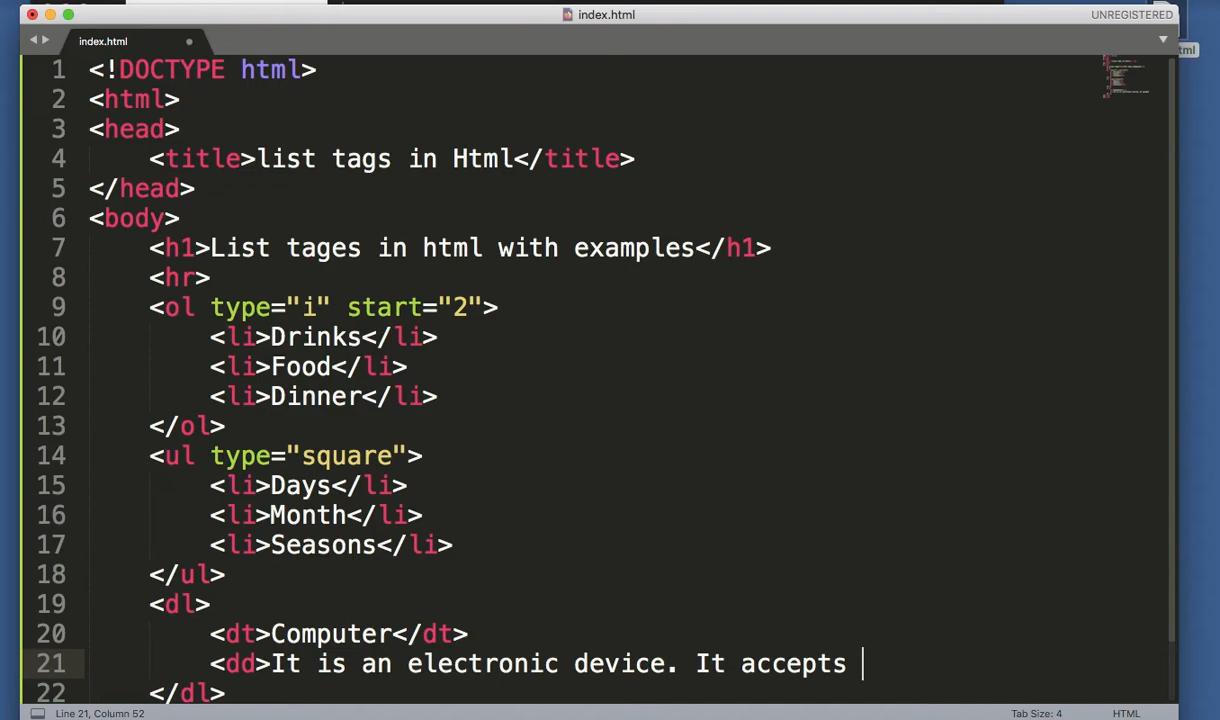 index.html
UNREGISTERED
index.html
tml
1 <!DOCTYPE html>
2 <html>
3 <head>
4 <title>list tags in Html</title>
5 </head>
6 <body>
7 <h1>List tages in html with examples</h1>
8 <hr>
9 <ol type="i" start="2">
10 <li>Drinks</li>
11 <li>Food</li>
12 <li>Dinner</li>
13 </ol>
14 <ul type="square">
15 <li>Days</li>
16 <li>Month</li>
17 <li>Seasons</li>
18 </ul>
19 <dl>
20 <dt>Computer</dt>
21 <dd>It is an electronic device. It accepts
22 </dl>
Line 21, Column 52
Tab Size: 4
HTML